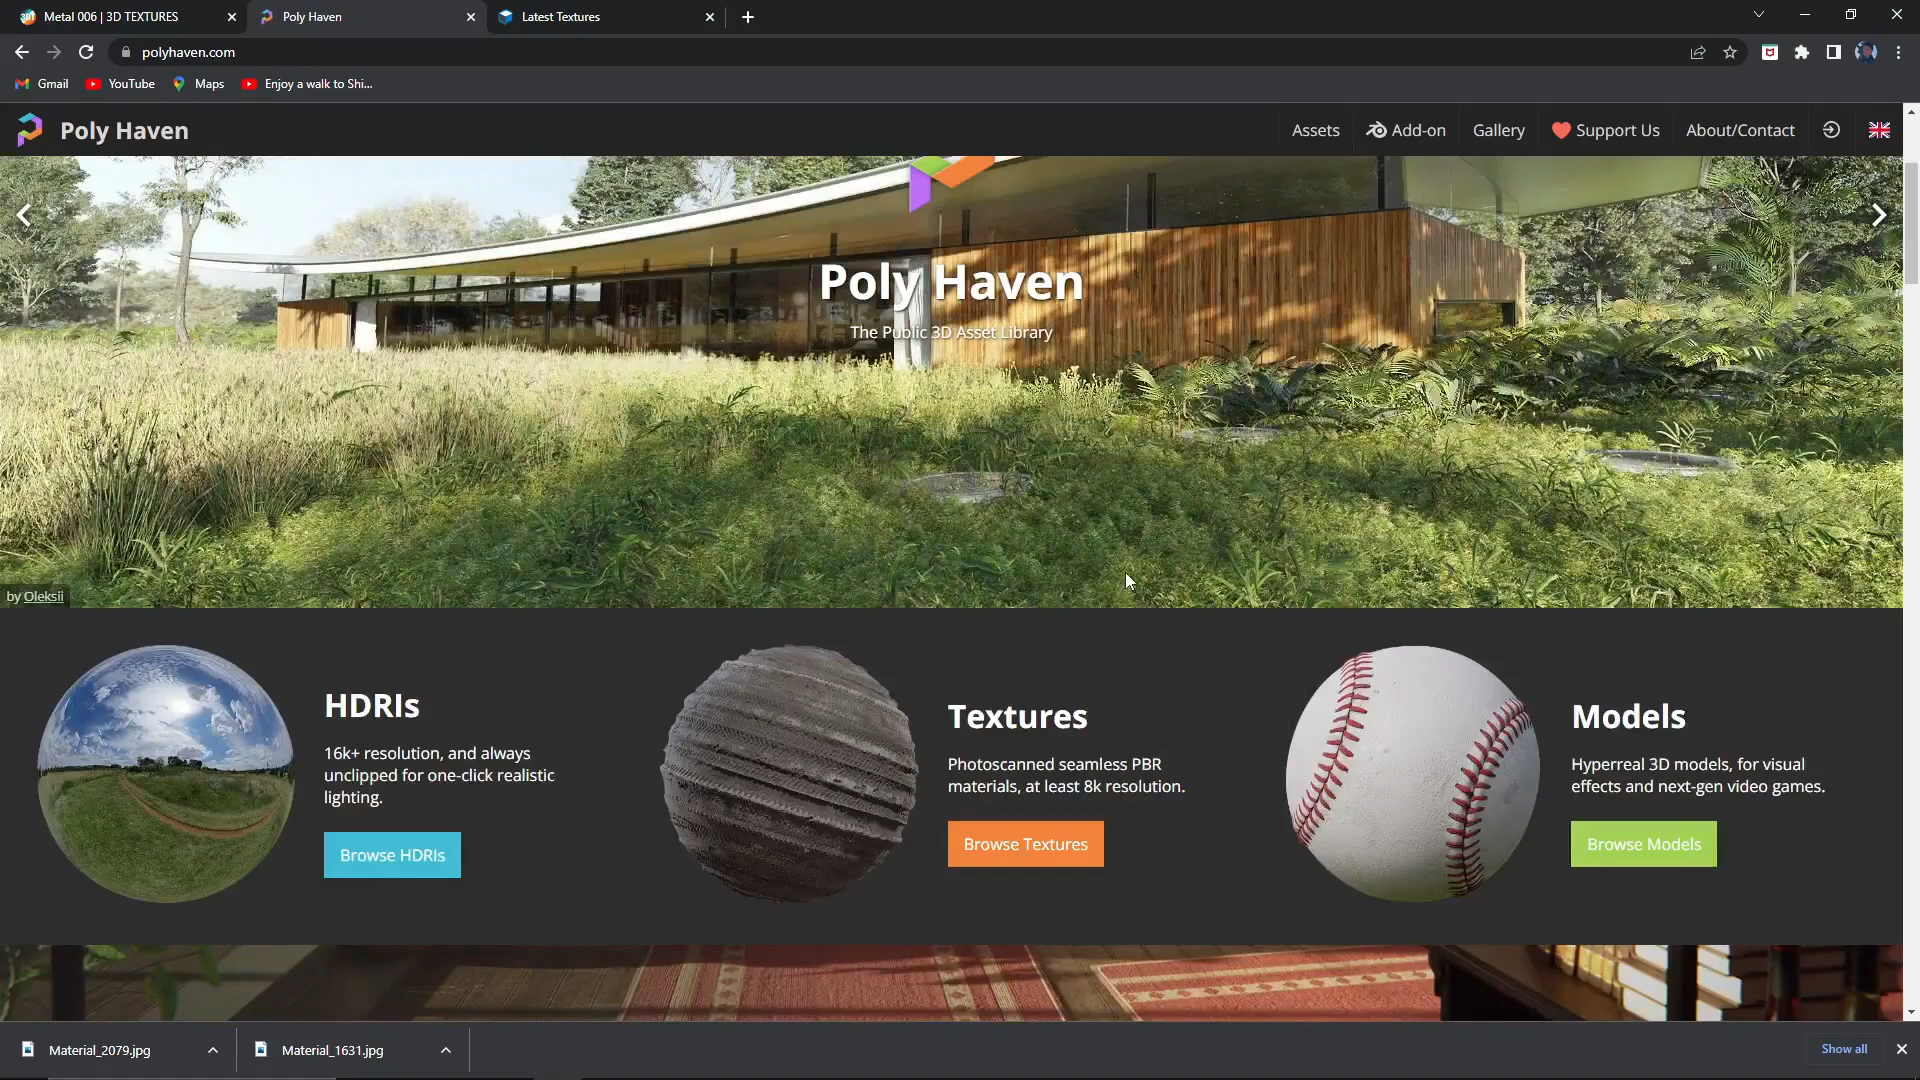 Metal 006 | 3D TEXTURES
Poly Haven
Latest Textures
polyhaven.com
Gmail
YouTube
Maps
Enjoy a walk to Shi...
Poly Haven
Assets
Add-on
Gallery
Support Us
About/Contact
Poly Haven
The Public 3D Asset Library
by Oleksii
HDRIs
16k+ resolution, and always
unclipped for one-click realistic
lighting.
Browse HDRIs
Textures
Photoscanned seamless PBR
materials, at least 8k resolution.
Browse Textures
Models
Hyperreal 3D models, for visual
effects and next-gen video games.
Browse Models
Material_2079.jpg
Material_1631.jpg
Show all